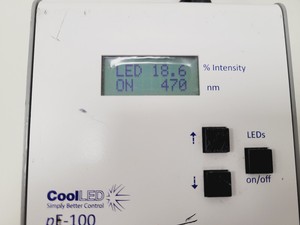 LED 18.6 % Intensity
ON 470 nm
LEDs
on/off
CoolLED
Simply Better Control
pE-100